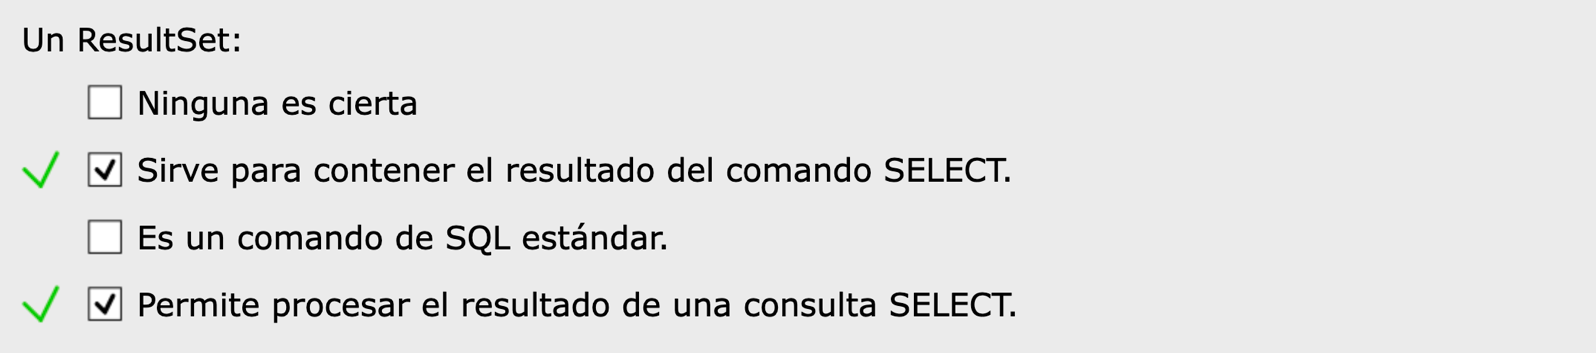 Un ResultSet:
Ninguna es cierta
Sirve para contener el resultado del comando SELECT.
Es un comando de SQL estándar.
Permite procesar el resultado de una consulta SELECT.